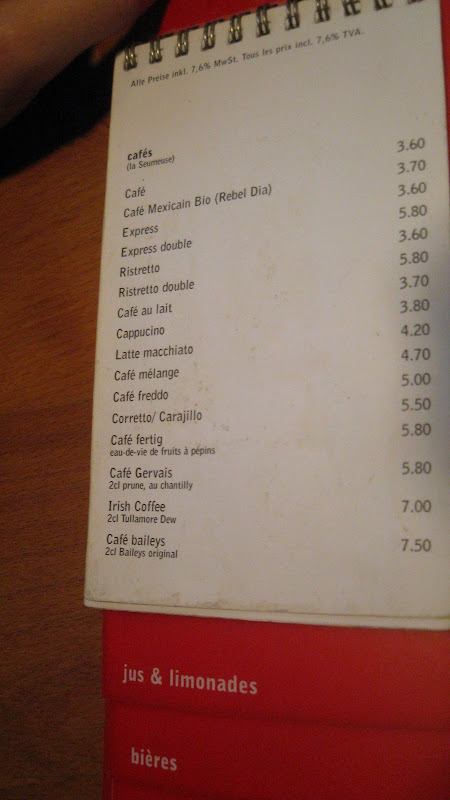 Alle Preise inkl. 7,6% MwSt. Tous les prix incl. 7,6% TVA.
cafés
(la Semeuse)
Café 3.60
Café Mexicain Bio (Rebel Dia) 3.70
Express 3.60
Express double 5.80
Ristretto 3.60
Ristretto double 5.80
Café au lait 3.70
Cappucino 3.80
Latte macchiato 4.20
Café mélange 4.70
Café freddo 5.00
Corretto/ Carajillo 5.50
Café fertig 5.80
eau-de-vie de fruits à pépins
Café Gervais 5.80
2cl prune, au chantilly
Irish Coffee 7.00
2cl Tullamore Dew
Café baileys 7.50
2cl Baileys original
jus & limonades
bières